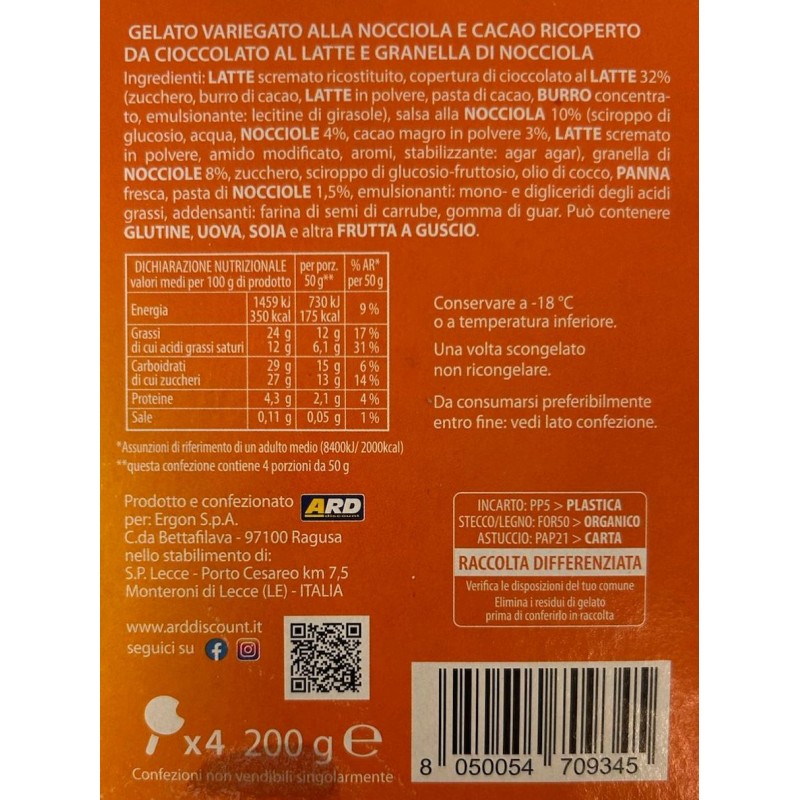 GELATO VARIEGATO ALLA NOCCIOLA E CACAO RICOPERTO
DA CIOCCOLATO AL LATTE E GRANELLA DI NOCCIOLA
Ingredienti: LATTE scremato ricostituito, copertura di cioccolato al LATTE 32%
(zucchero, burro di cacao, LATTE in polvere, pasta di cacao, BURRO concentra-
to, emulsionante: lecitine di girasole), salsa alla NOCCIOLA 10% (sciroppo di
glucosio, acqua, NOCCIOLE 4%, cacao magro in polvere 3%, LATTE scremato
in polvere, amido modificato, aromi, stabilizzante: agar agar), granella di
NOCCIOLE 8%, zucchero, sciroppo di glucosio-fruttosio, olio di cocco, PANNA
fresca, pasta di NOCCIOLE 1,5%, emulsionanti: mono- e digliceridi degli acidi
grassi, addensanti: farina di semi di carrube, gomma di guar. Può contenere
GLUTINE, UOVA, SOIA e altra FRUTTA A GUSCIO.
DICHIARAZIONE NUTRIZIONALE per porz. % AR*
valori medi per 100 g di prodotto 50 g** per 50 g
Energia 1459 kJ 730 kJ 9 %
350 kcal 175 kcal
Grassi 24 g 12 g 17 %
di cui acidi grassi saturi 12 g 6,1 g 31 %
Carboidrati 29 g 15 g 6 %
di cui zuccheri 27 g 13 g 14 %
Proteine 4,3 g 2,1 g 4 %
Sale 0,11 g 0,05 g 1 %
*Assunzioni di riferimento di un adulto medio (8400kJ/ 2000kcal)
**questa confezione contiene 4 porzioni da 50 g
Conservare a -18 °C
o a temperatura inferiore.
Una volta scongelato
non ricongelare.
Da consumarsi preferibilmente
entro fine: vedi lato confezione.
Prodotto e confezionato
per: Ergon S.p.A.
ARD
C.da Bettafilava - 97100 Ragusa
nello stabilimento di:
S.P. Lecce - Porto Cesareo km 7,5
Monteroni di Lecce (LE) - ITALIA
INCARTO: PP5 > PLASTICA
STECCO/LEGNO: FOR50 > ORGANICO
ASTUCCIO: PAP21 > CARTA
RACCOLTA DIFFERENZIATA
Verifica le disposizioni del tuo comune
Elimina i residui di gelato
prima di conferirlo in raccolta
www.arddiscount.it
seguici su
x4 200 g e
Confezioni non vendibili singolarmente
8 050054 709345